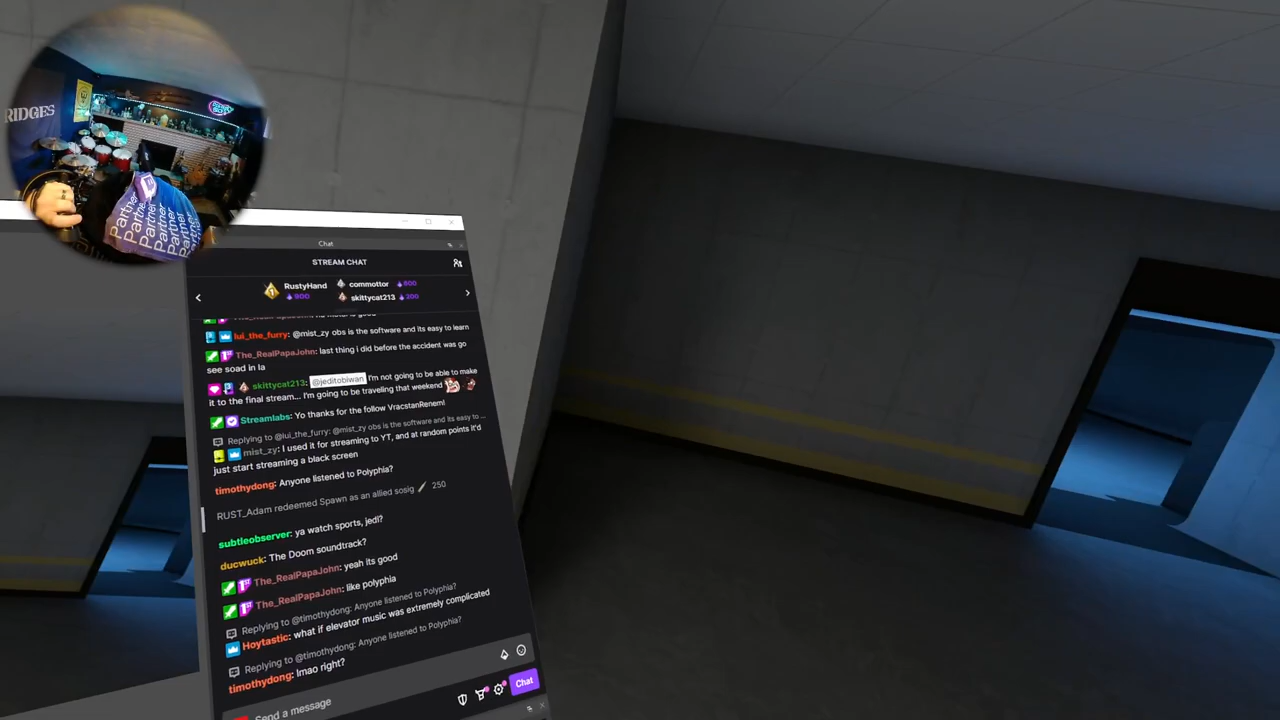 RIDGES
Partner
Partner
Partner
Partner
Partner
Chat
STREAM CHAT
RustyHand
900
commottor 800
skittycat213 200
lui_the_furry: @mist_zy obs is the software and its easy to learn
The_RealPapaJohn: last thing i did before the accident was go
see soad in la
skittycat213: @jeditobiwan I'm not going to be able to make
it to the final stream... I'm going to be traveling that weekend
Streamlabs: Yo thanks for the follow VracstanRenem!
Replying to @lui_the_furry: @mist_zy obs is the software and its easy to ...
mist_zy: I used it for streaming to YT, and at random points it'd
just start streaming a black screen
timothydong: Anyone listened to Polyphia?
RUST_Adam redeemed Spawn as an allied sosig 250
subtleobserver: ya watch sports, jedi?
ducwuck: The Doom soundtrack?
The_RealPapaJohn: yeah its good
The_RealPapaJohn: like polyphia
Replying to @timothydong: Anyone listened to Polyphia?
Hoytastic: what if elevator music was extremely complicated
Replying to @timothydong: Anyone listened to Polyphia?
timothydong: lmao right?
Send a message
Chat